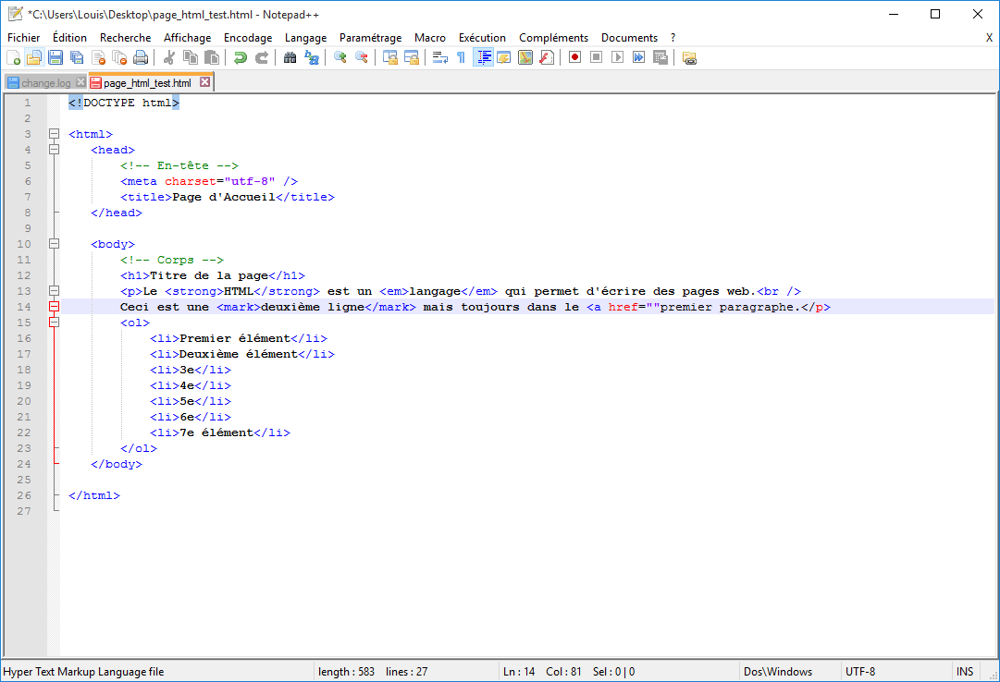 *C:\Users\Louis\Desktop\page_html_test.html - Notepad++
Fichier Édition Recherche Affichage Encodage Langage Paramétrage Macro Exécution Compléments Documents ? X
change.log page_html_test.html
1 <!DOCTYPE html>
2
3 <html>
4 <head>
5 <!-- En-tête -->
6 <meta charset="utf-8" />
7 <title>Page d'Accueil</title>
8 </head>
9
10 <body>
11 <!-- Corps -->
12 <h1>Titre de la page</h1>
13 <p>Le <strong>HTML</strong> est un <em>langage</em> qui permet d'écrire des pages web.<br />
14 Ceci est une <mark>deuxième ligne</mark> mais toujours dans le <a href=""premier paragraphe.</p>
15 <ol>
16 <li>Premier élément</li>
17 <li>Deuxième élément</li>
18 <li>3e</li>
19 <li>4e</li>
20 <li>5e</li>
21 <li>6e</li>
22 <li>7e élément</li>
23 </ol>
24 </body>
25
26 </html>
27
Hyper Text Markup Language file length : 583 lines : 27 Ln : 14 Col : 81 Sel : 0 | 0 Dos\Windows UTF-8 INS